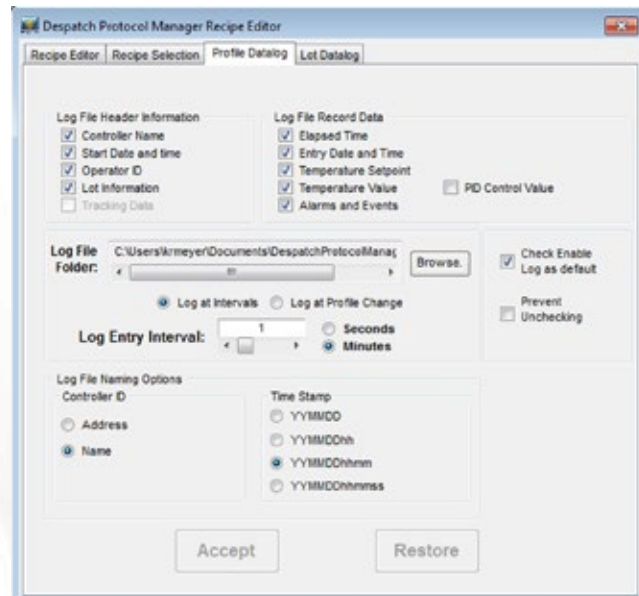 Despatch Protocol Manager Recipe Editor
Recipe Editor Recipe Selection Profile Datalog Lot Datalog
Log File Header Information
Controller Name
Start Date and time
Operator ID
Lot Information
Tracking Data
Log File Record Data
Elapsed Time
Entry Date and Time
Temperature Setpoint
Temperature Value
PID Control Value
Alarms and Events
Log File Folder:
C:\Users\krmeyer\Documents\DespatchProtocolManag
Browse.
Check Enable
Log as default
Log at Intervals Log at Profile Change
Prevent
Unchecking
Log Entry Interval: 1
Seconds
Minutes
Log File Naming Options
Controller ID
Address
Name
Time Stamp
YYMMDD
YYMMDDhh
YYMMDDhhmm
YYMMDDhhmmss
Accept Restore